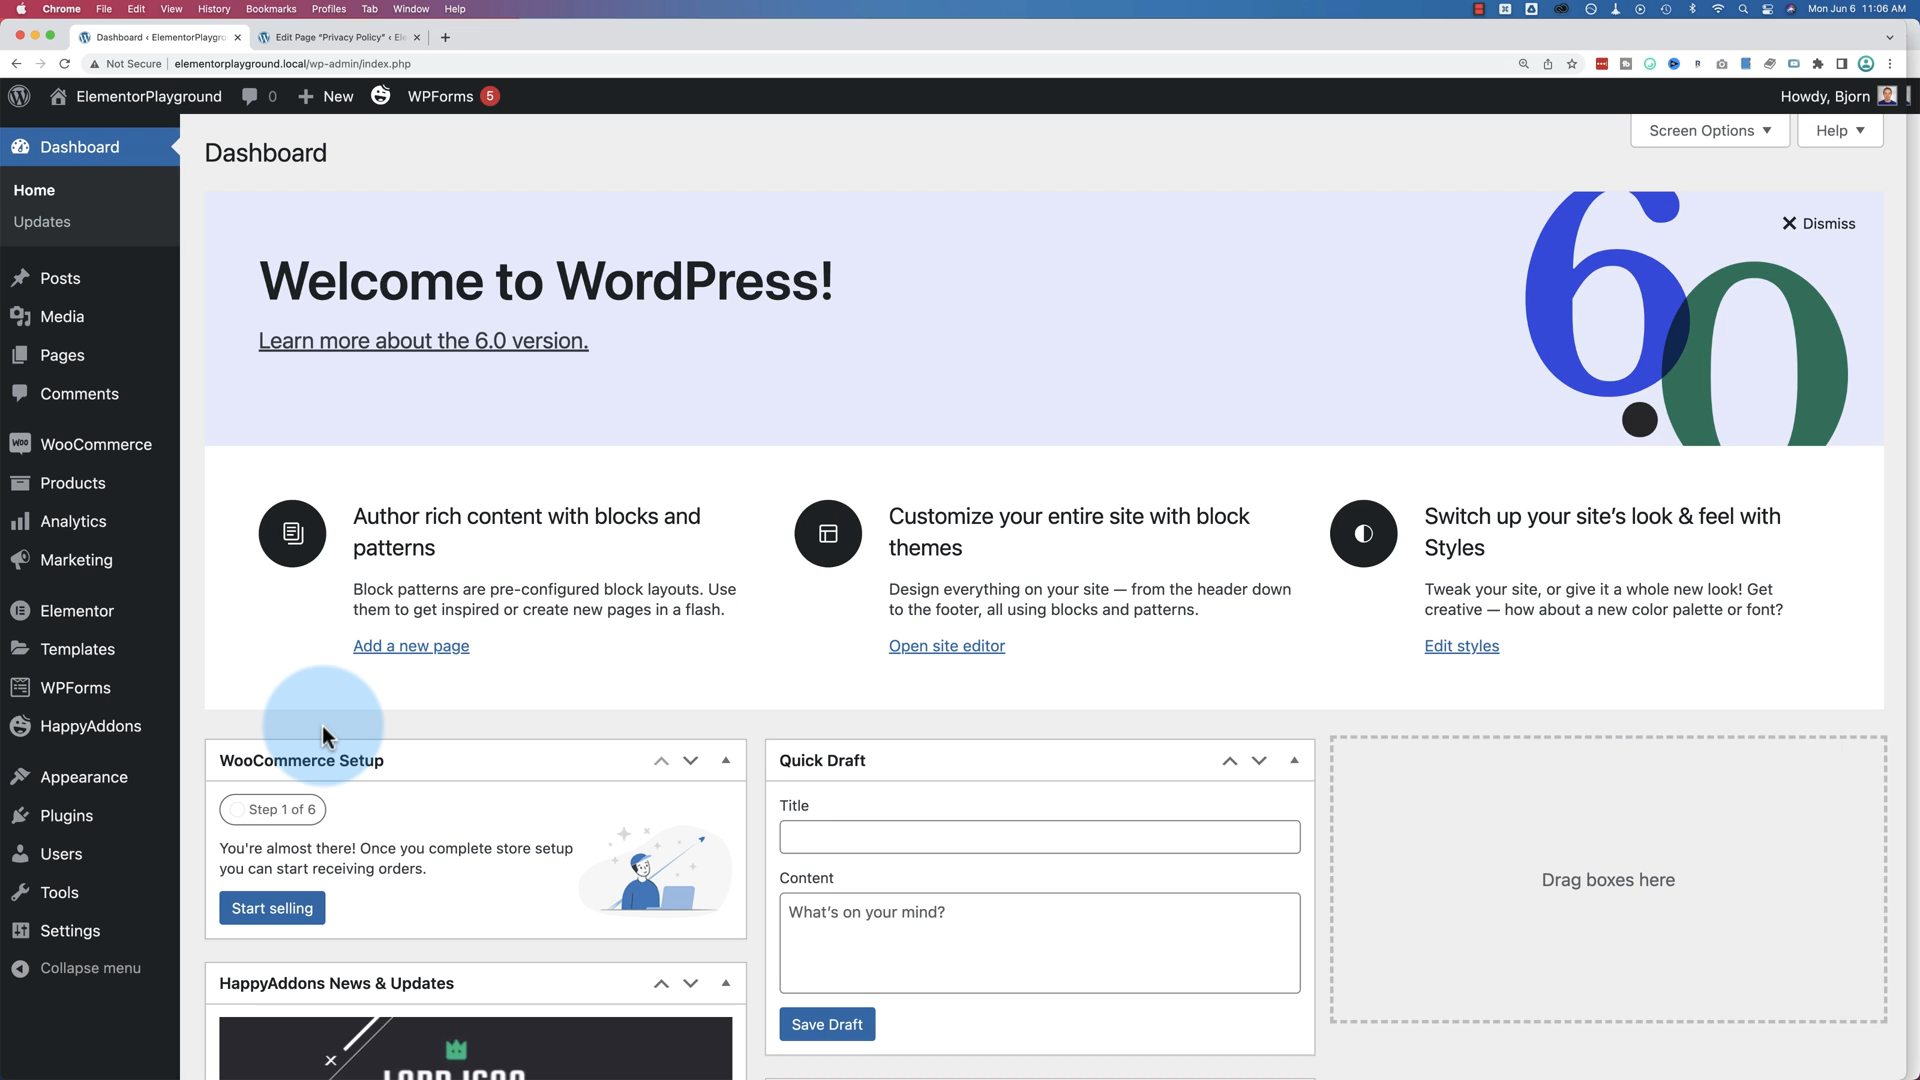 Chrome File Edit View History Bookmarks Profiles Tab Window Help Mon Jun 6 11:06 AM
Dashboard ‹ ElementorPlaygro Edit Page “Privacy Policy” ‹ Ele
Not Secure elementorplayground.local/wp-admin/index.php
ElementorPlayground 0 New WPForms 5 Howdy, Bjorn
Screen Options Help
Dashboard
Home
Updates
Posts
Media
Pages
Comments
WooCommerce
Products
Analytics
Marketing
Elementor
Templates
WPForms
HappyAddons
Appearance
Plugins
Users
Tools
Settings
Collapse menu
Dashboard
Dismiss
6.0
Welcome to WordPress!
Learn more about the 6.0 version.
Author rich content with blocks and
patterns
Block patterns are pre-configured block layouts. Use
them to get inspired or create new pages in a flash.
Add a new page
Customize your entire site with block
themes
Design everything on your site — from the header down
to the footer, all using blocks and patterns.
Open site editor
Switch up your site’s look & feel with
Styles
Tweak your site, or give it a whole new look! Get
creative — how about a new color palette or font?
Edit styles
WooCommerce Setup
Step 1 of 6
You're almost there! Once you complete store setup
you can start receiving orders.
Start selling
HappyAddons News & Updates
Quick Draft
Title
Content
What’s on your mind?
Save Draft
Drag boxes here